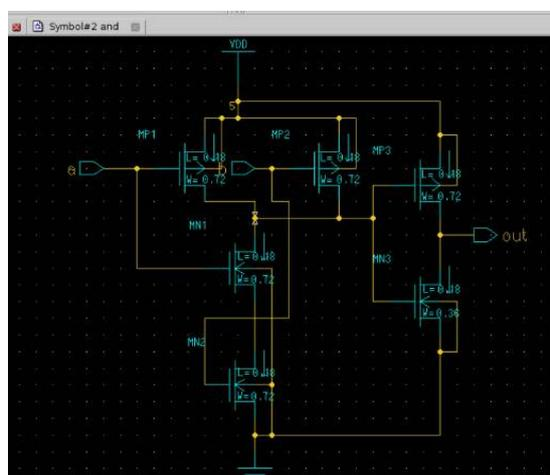 Symbol#2 and
VDD
5
MP1
MP2
MP3
a
b
L= 0.18
W= 0.72
L= 0.18
W= 0.72
L= 0.18
W= 0.72
out
MN1
MN3
L= 0.18
W= 0.72
L= 0.18
W= 0.36
MN2
L= 0.18
W= 0.72